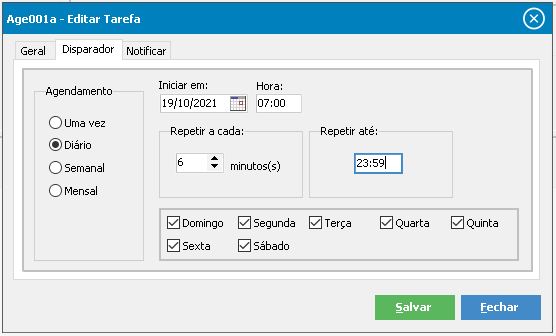 Age001a - Editar Tarefa
Geral Disparador Notificar
Agendamento
Uma vez
Diário
Semanal
Mensal
Iniciar em: Hora:
19/10/2021 07:00
Repetir a cada: Repetir até:
6 minutos(s) 23:59
Domingo Segunda Terça Quarta Quinta
Sexta Sábado
Salvar Fechar